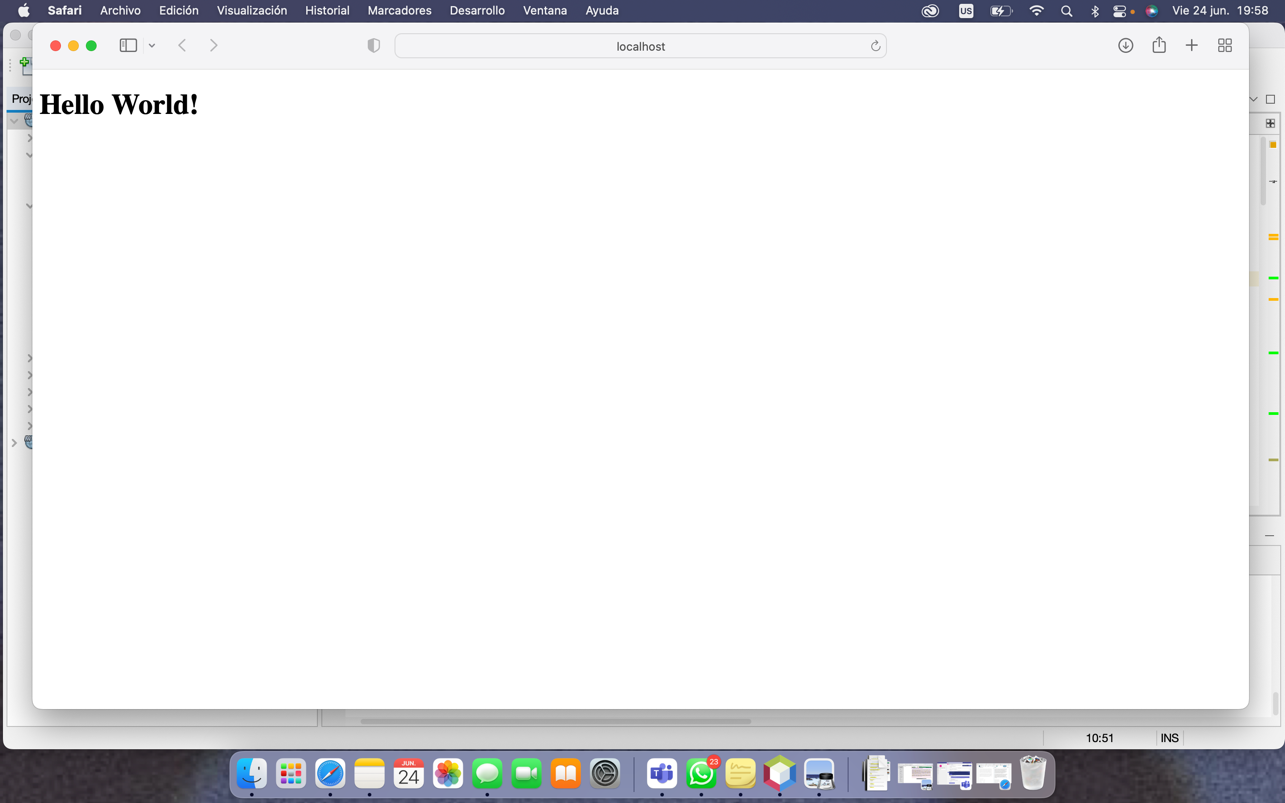 Safari Archivo Edición Visualización Historial Marcadores Desarrollo Ventana Ayuda US Vie 24 jun. 19:58
localhost
Proj
Hello World!
10:51 INS
JUN.
24
23